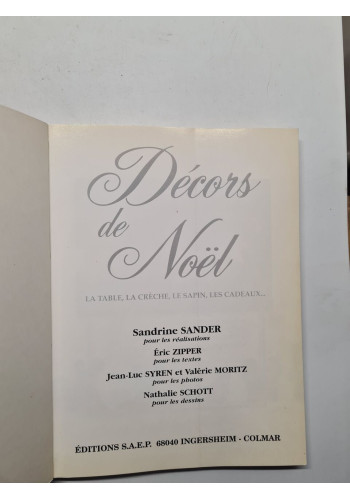 Décors
de
Noël
LA TABLE, LA CRÈCHE, LE SAPIN, LES CADEAUX...
Sandrine SANDER
pour les réalisations
Éric ZIPPER
pour les textes
Jean-Luc SYREN et Valérie MORITZ
pour les photos
Nathalie SCHOTT
pour les dessins
ÉDITIONS S.A.E.P. 68040 INGERSHEIM - COLMAR